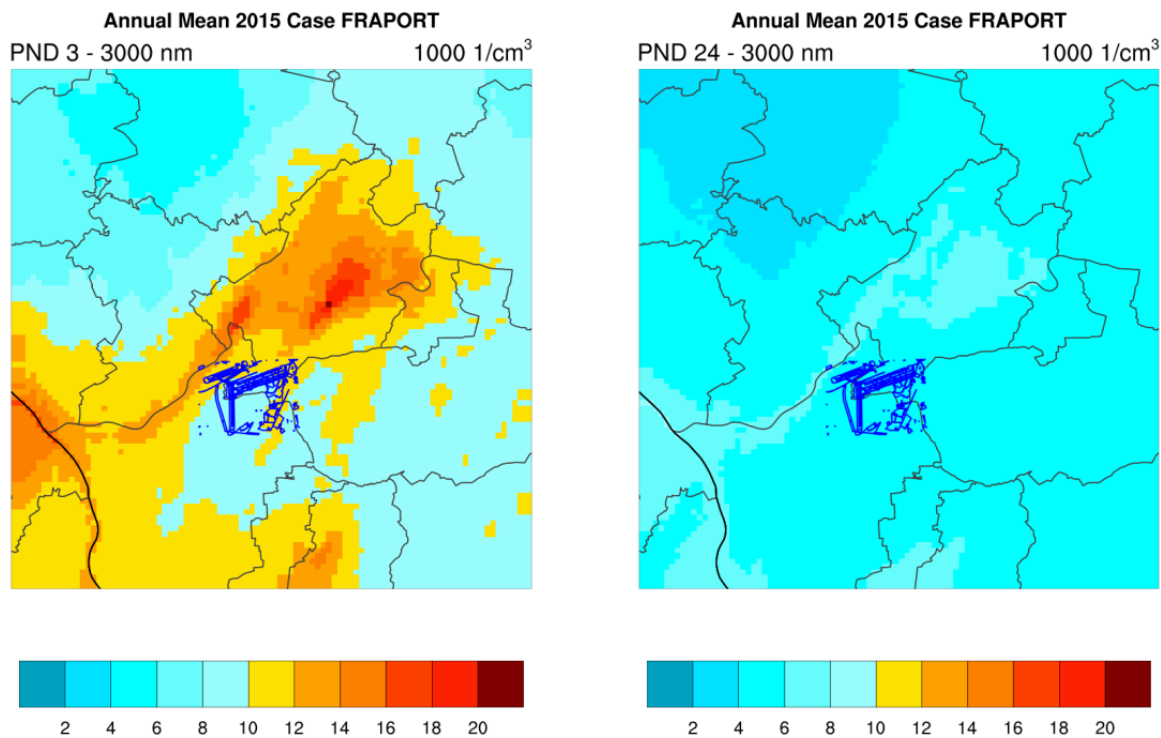 Annual Mean 2015 Case FRAPORT
PND 3 - 3000 nm 1000 1/cm³
2 4 6 8 10 12 14 16 18 20
Annual Mean 2015 Case FRAPORT
PND 24 - 3000 nm 1000 1/cm³
2 4 6 8 10 12 14 16 18 20